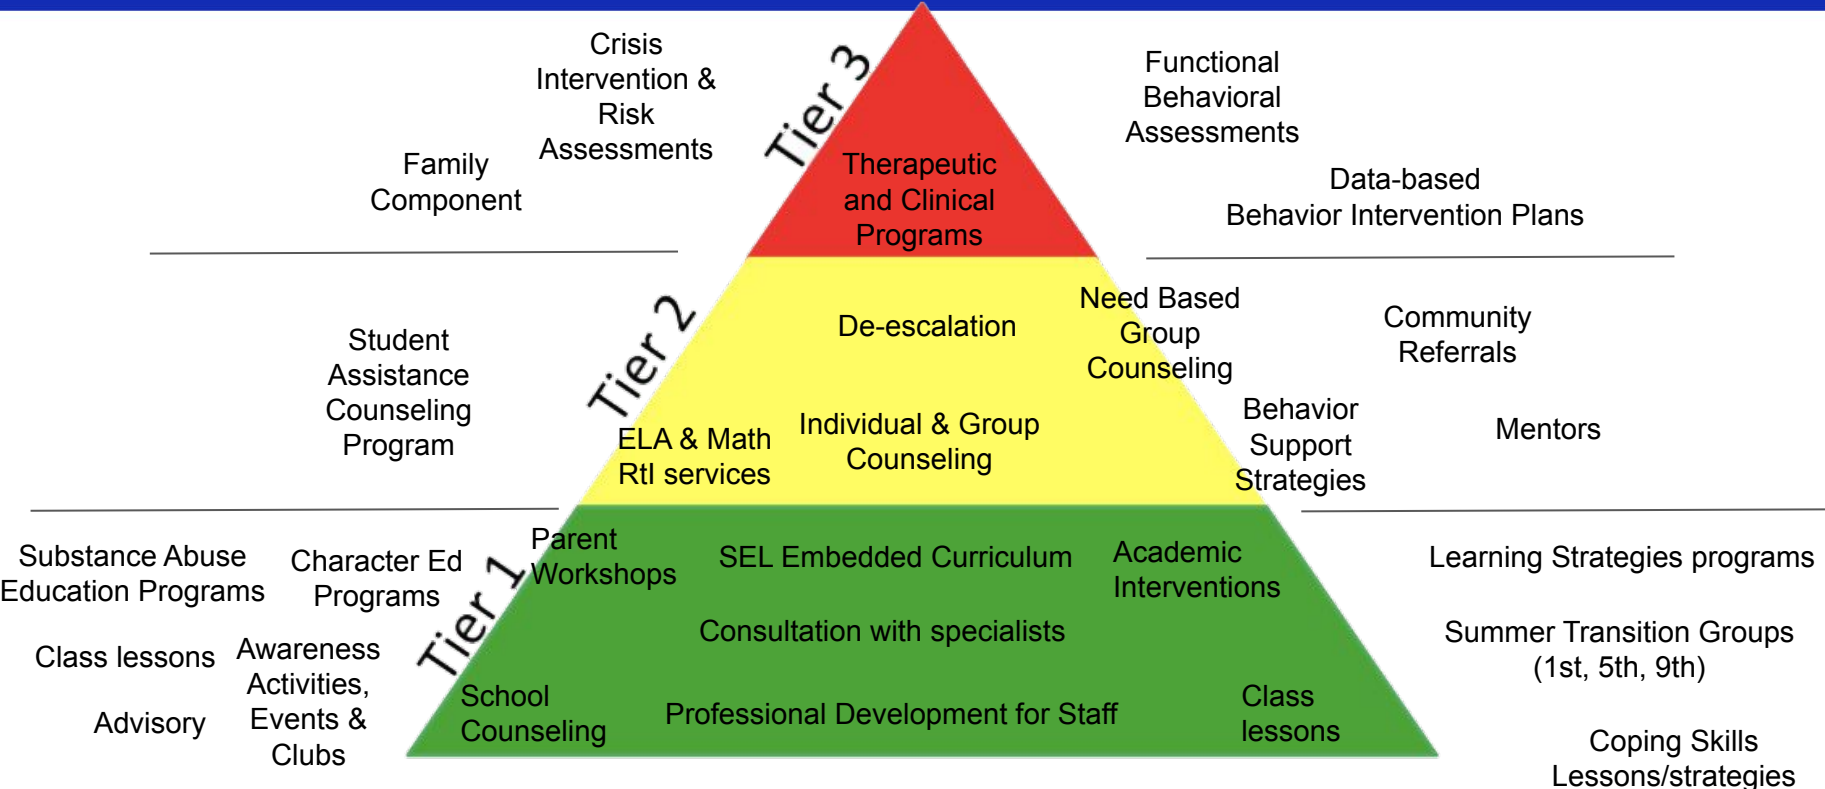 Crisis
Intervention &
Risk
Assessments
Family
Component
Tier 3
Therapeutic
and Clinical
Programs
Functional
Behavioral
Assessments
Data-based
Behavior Intervention Plans
Student
Assistance
Counseling
Program
Tier 2
De-escalation
ELA & Math
RtI services
Individual & Group
Counseling
Need Based
Group
Counseling
Behavior
Support
Strategies
Community
Referrals
Mentors
Substance Abuse
Education Programs
Character Ed
Programs
Class lessons
Awareness
Activities,
Events &
Clubs
Advisory
Tier 1
Parent
Workshops
SEL Embedded Curriculum
Academic
Interventions
Consultation with specialists
School
Counseling
Professional Development for Staff
Class
lessons
Learning Strategies programs
Summer Transition Groups
(1st, 5th, 9th)
Coping Skills
Lessons/strategies